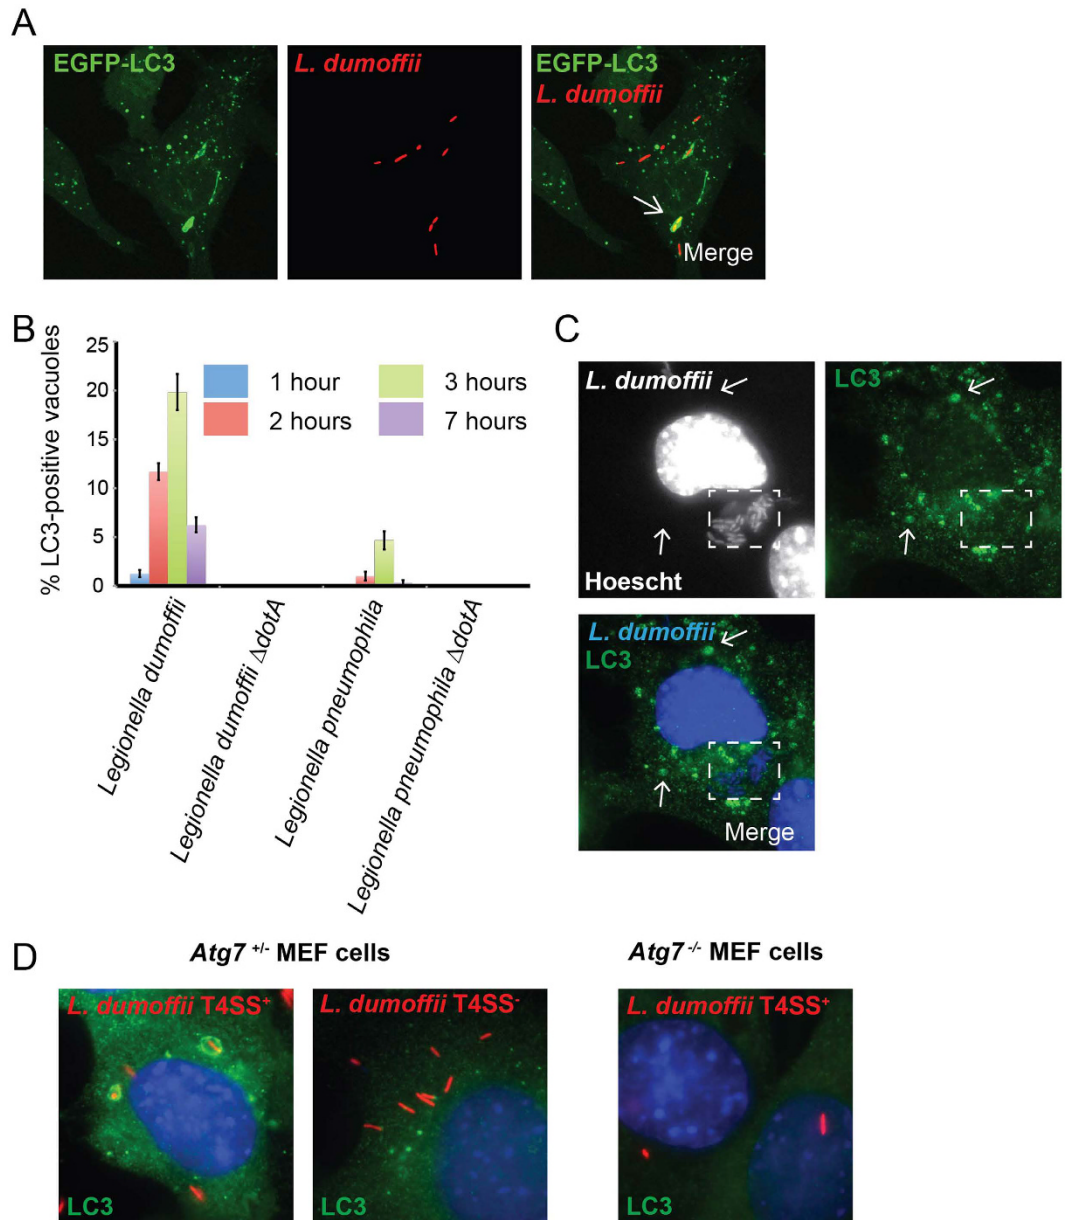 A
EGFP-LC3
L. dumoffii
EGFP-LC3
L. dumoffii
Merge
B
% LC3-positive vacuoles
25
20
15
10
5
0
1 hour
3 hours
2 hours
7 hours
Legionella dumoffii
Legionella dumoffii ΔdotA
Legionella pneumophila
Legionella pneumophila ΔdotA
C
L. dumoffii
Hoescht
LC3
L. dumoffii
LC3
Merge
D
Atg7 +/- MEF cells
Atg7 -/- MEF cells
L. dumoffii T4SS+
LC3
L. dumoffii T4SS-
L. dumoffii T4SS+
LC3